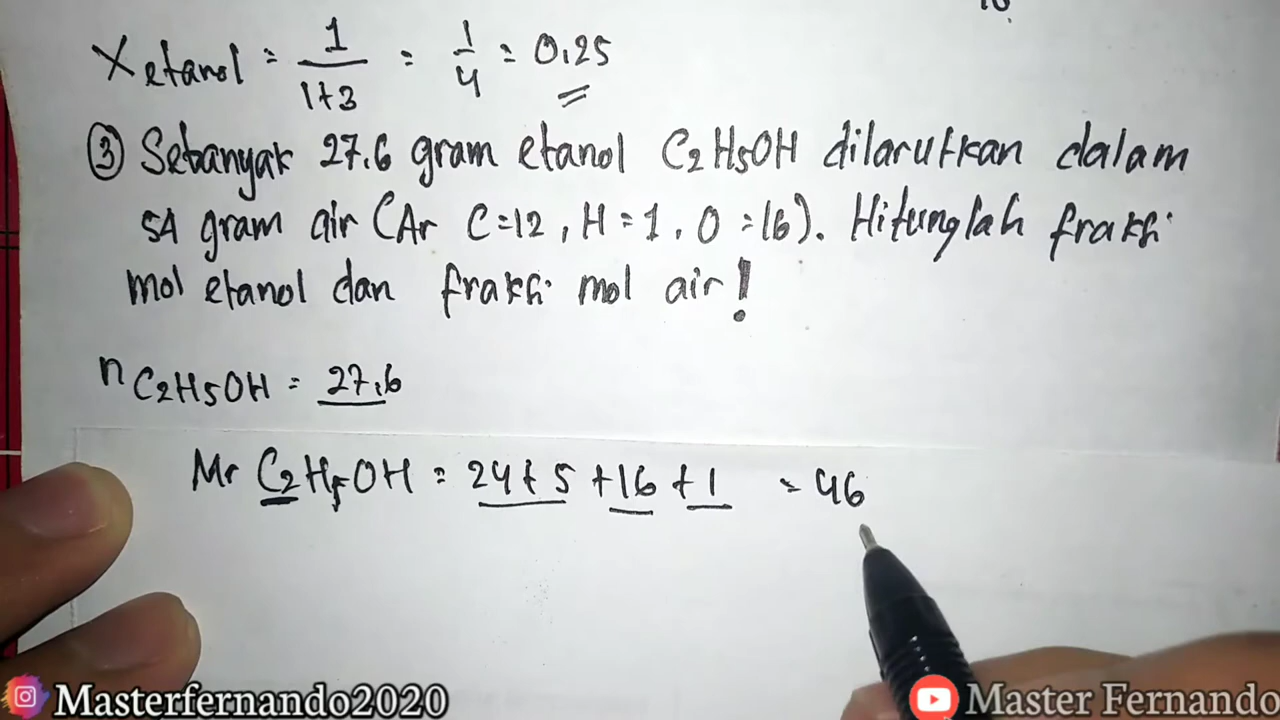 X etanol = 1/1+3 = 1/4 = 0.25
③ Sebanyak 27.6 gram etanol C2H5OH dilarutkan dalam
54 gram air (Ar C=12, H=1, O=16). Hitunglah fraksi
mol etanol dan fraksi mol air!
n C2H5OH = 27.6
Mr C2H5OH = 24+5+16+1 = 46
Masterfernando2020
Master Fernando